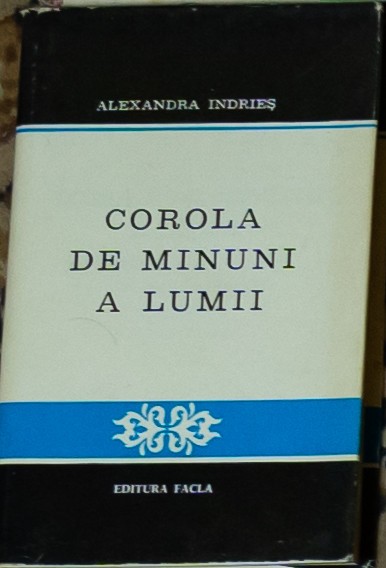 ALEXANDRA INDRIEȘ
COROLA
DE MINUNI
A LUMII
EDITURA FACLA